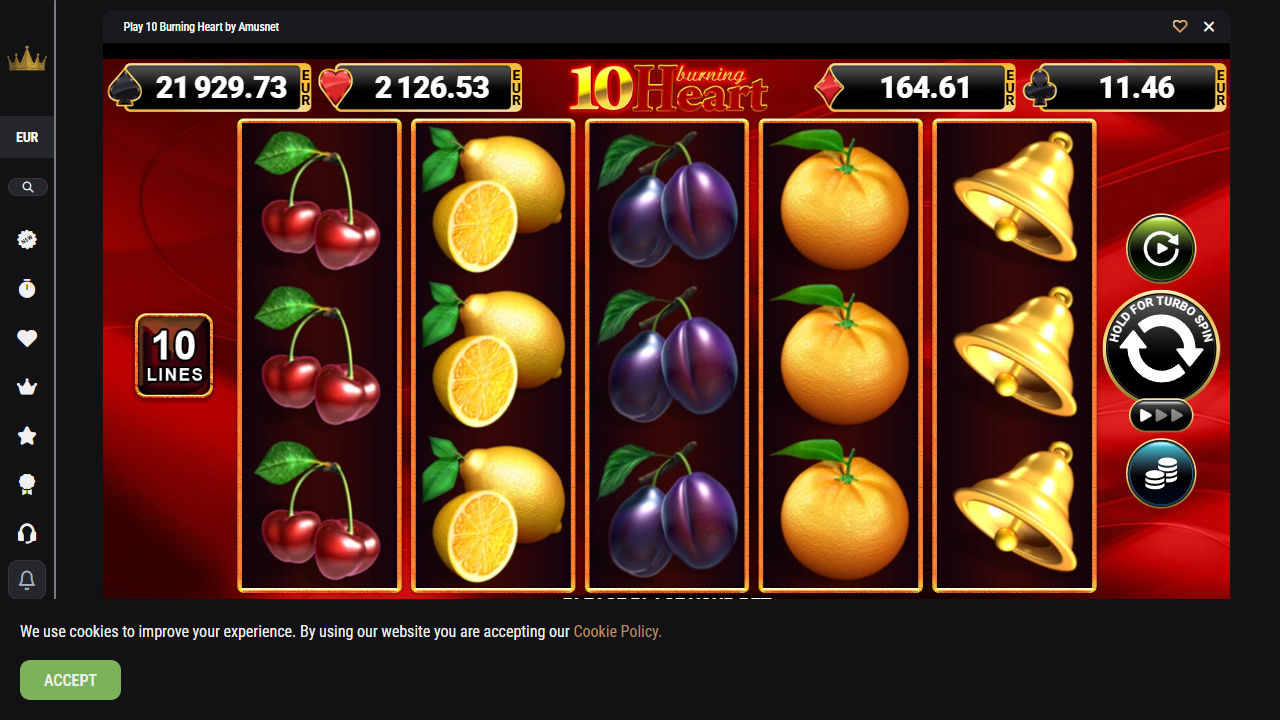 Play 10 Burning Heart by Amusnet
21 929.73 EUR
2 126.53 EUR
10 burning Heart
164.61 EUR
11.46 EUR
EUR
NEW
HOLD FOR TURBO SPIN
10
LINES
We use cookies to improve your experience. By using our website you are accepting our Cookie Policy.
ACCEPT